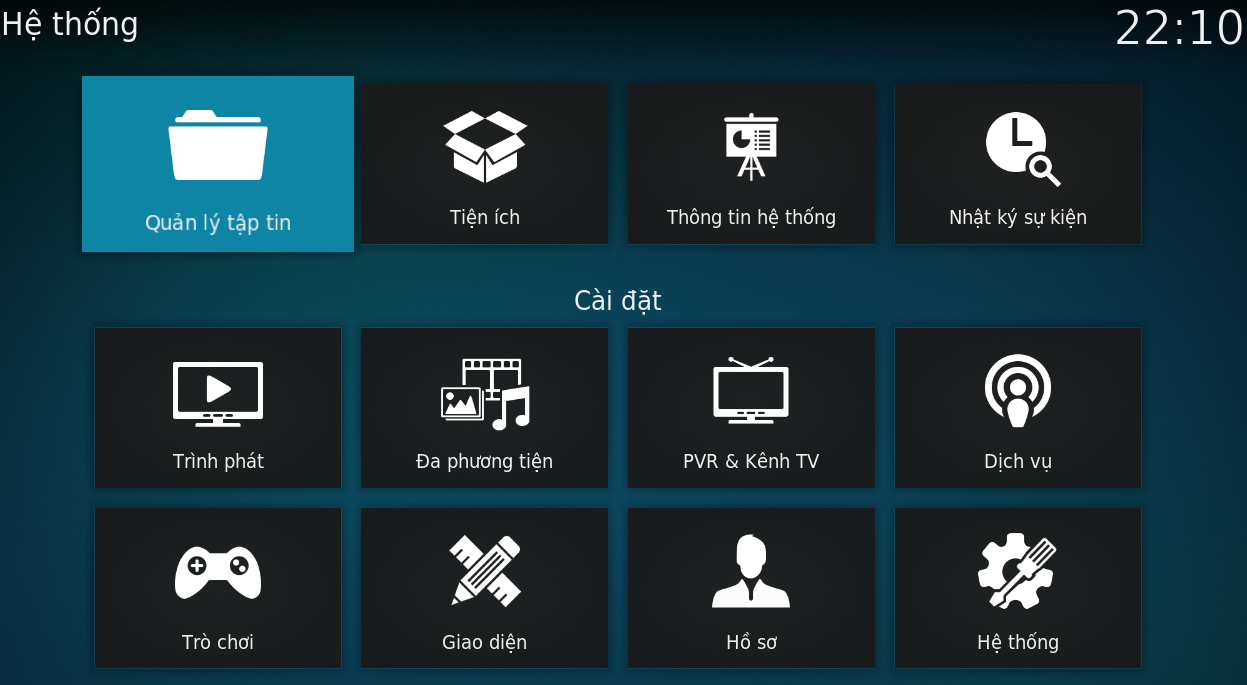 Hệ thống
22:10
Quản lý tập tin
Tiện ích
Thông tin hệ thống
Nhật ký sự kiện
Cài đặt
Trình phát
Đa phương tiện
PVR & Kênh TV
Dịch vụ
Trò chơi
Giao diện
Hồ sơ
Hệ thống